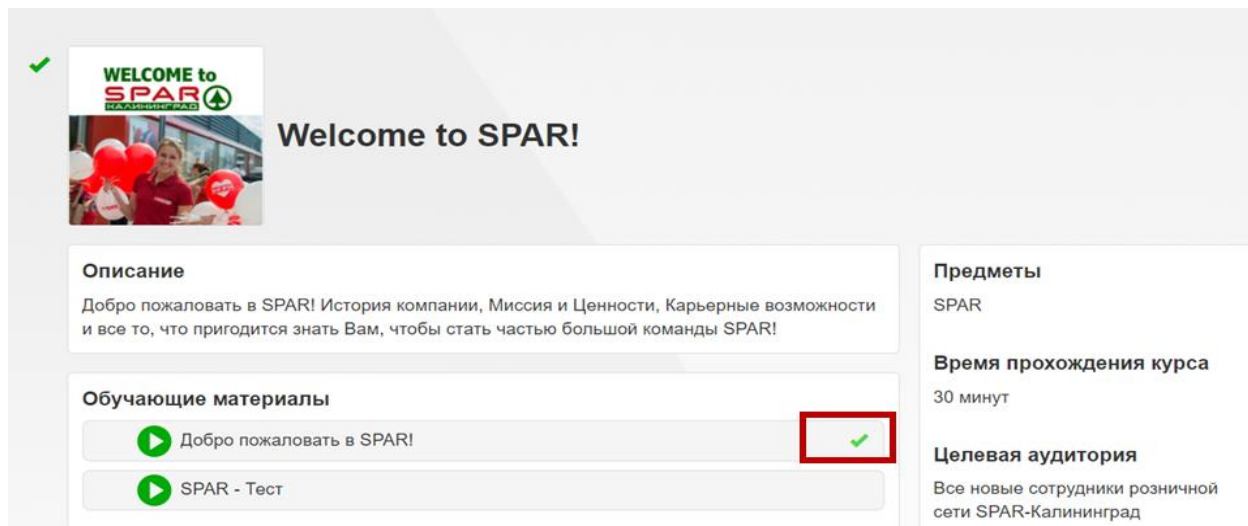 WELCOME to
SPAR
КАЛИНИНГРАД
Welcome to SPAR!
Описание
Добро пожаловать в SPAR! История компании, Миссия и Ценности, Карьерные возможности
и все то, что пригодится знать Вам, чтобы стать частью большой команды SPAR!
Обучающие материалы
Добро пожаловать в SPAR!
SPAR - Тест
Предметы
SPAR
Время прохождения курса
30 минут
Целевая аудитория
Все новые сотрудники розничной
сети SPAR-Калининград